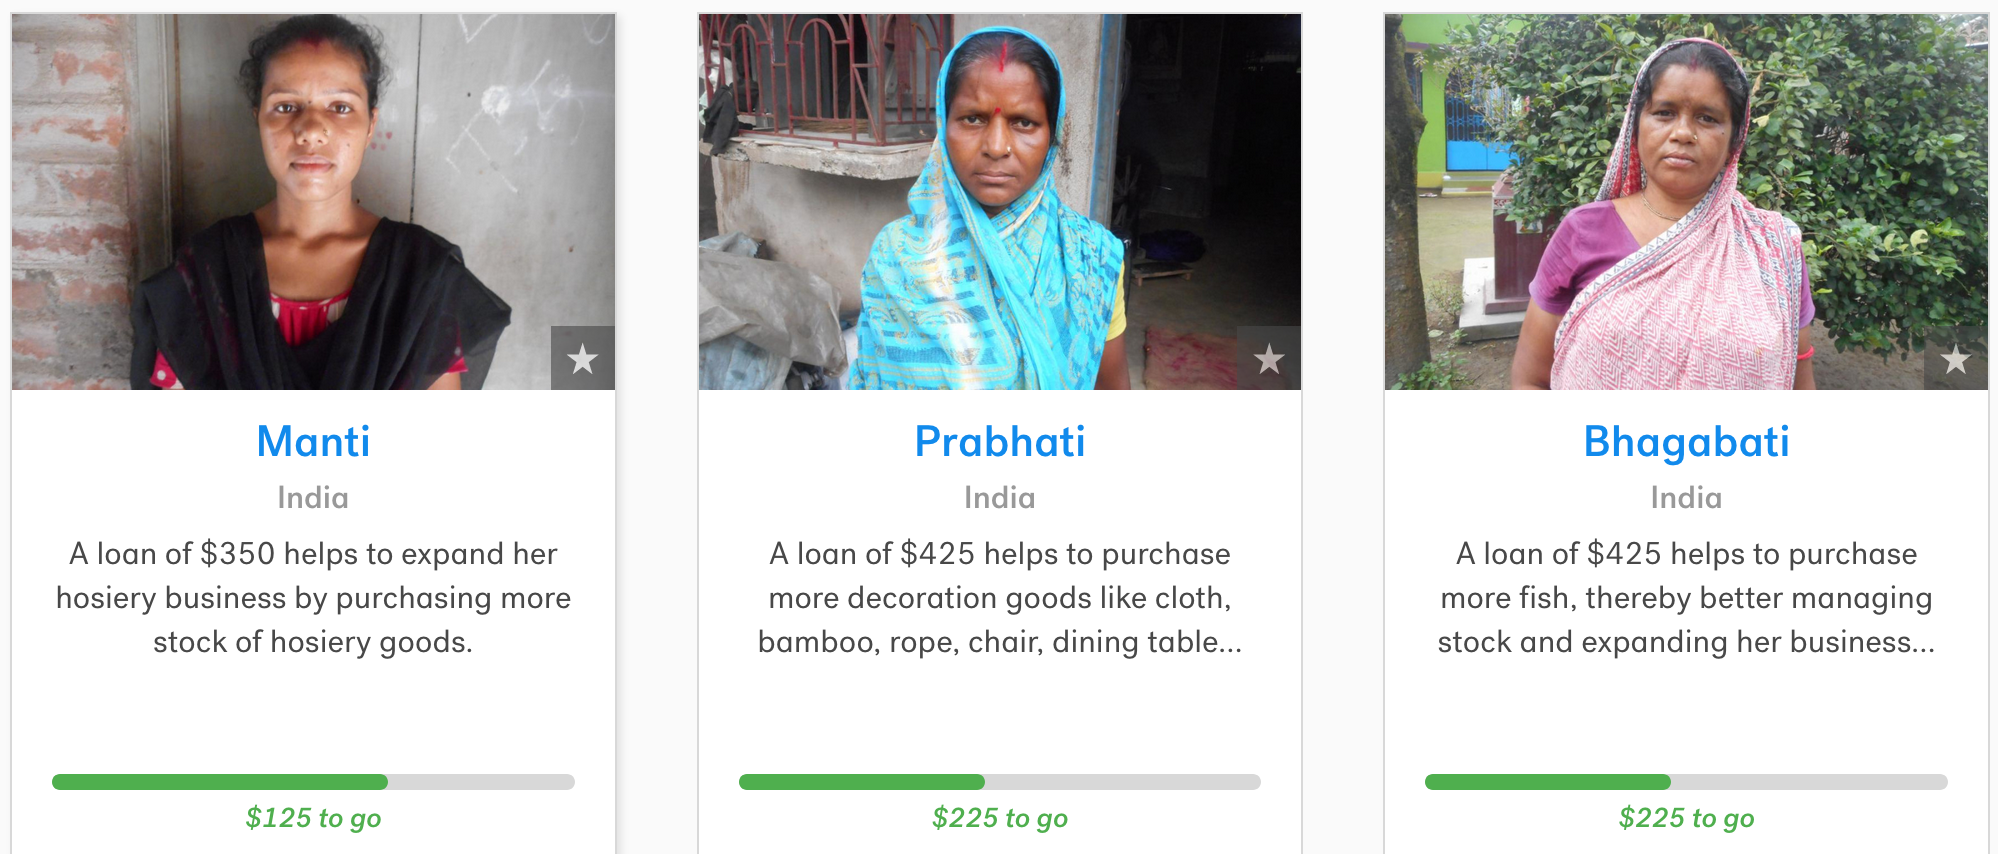 Manti
India
A loan of $350 helps to expand her
hosiery business by purchasing more
stock of hosiery goods.
$125 to go
Prabhati
India
A loan of $425 helps to purchase
more decoration goods like cloth,
bamboo, rope, chair, dining table...
$225 to go
Bhagabati
India
A loan of $425 helps to purchase
more fish, thereby better managing
stock and expanding her business...
$225 to go